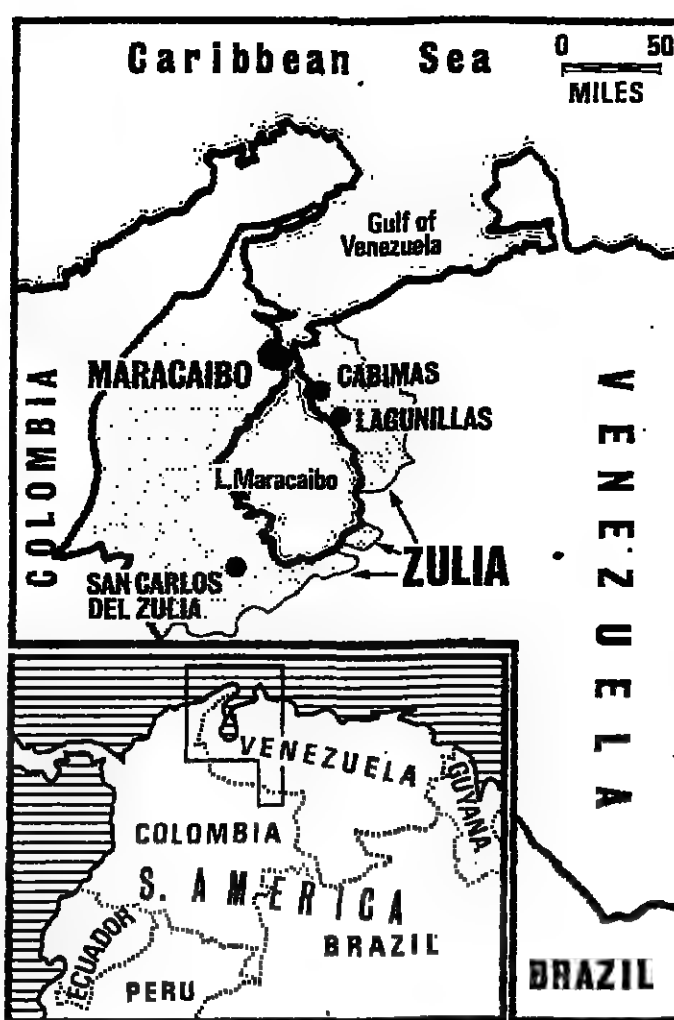 Caribbean Sea
0 50
MILES
Gulf of
Venezuela
MARACAIBO
CABIMAS
LAGUNILLAS
L.Maracaibo
COLOMBIA
VENEZUELA
ZULIA
SAN CARLOS
DEL ZULIA
VENEZUELA
GUYANA
COLOMBIA
S. AMERICA
BRAZIL
ECUADOR
PERU
BRAZIL